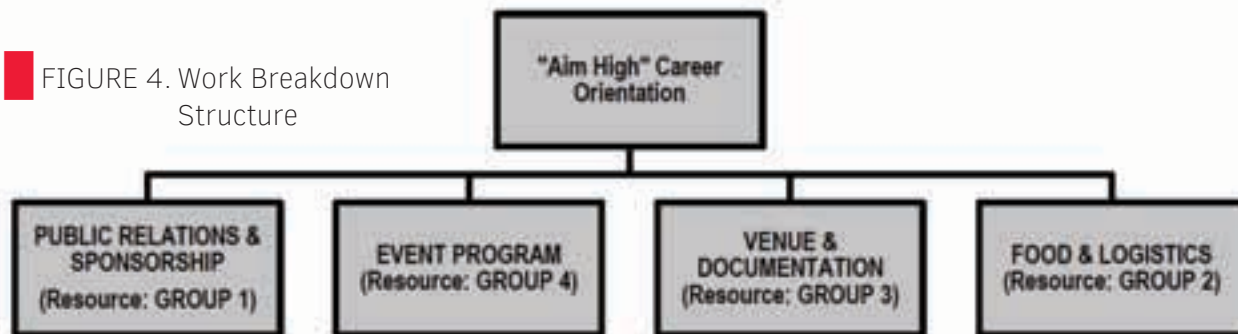 FIGURE 4. Work Breakdown
Structure
"Aim High" Career
Orientation
PUBLIC RELATIONS &
SPONSORSHIP
(Resource: GROUP 1)
EVENT PROGRAM
(Resource: GROUP 4)
VENUE &
DOCUMENTATION
(Resource: GROUP 3)
FOOD & LOGISTICS
(Resource: GROUP 2)